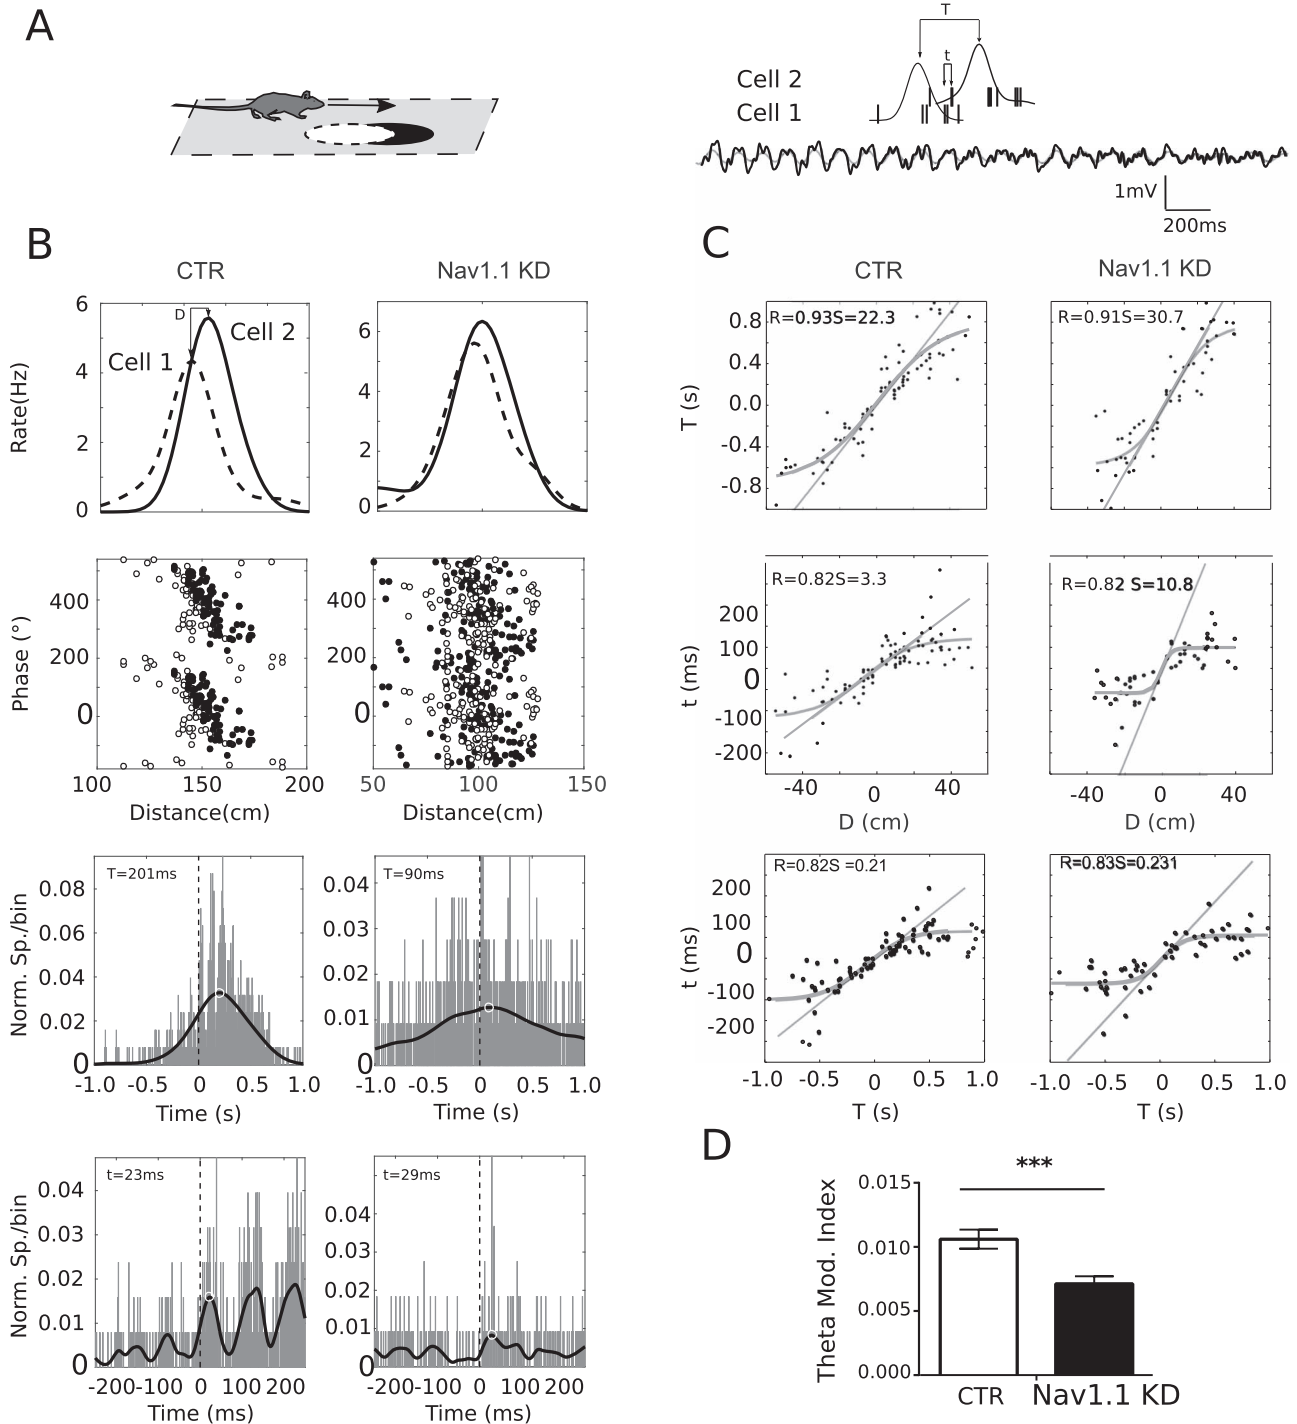 A
T
t
Cell 2
Cell 1
1mV
200ms
B
CTR
Nav1.1 KD
C
CTR
Nav1.1 KD
6
4
2
0
Rate(Hz)
D
Cell 1
Cell 2
6
4
2
0
R=0.93S=22.3
0.8
0.4
0.0
-0.4
-0.8
T (s)
R=0.91S=30.7
400
200
0
Phase (°)
100
150
200
Distance(cm)
400
200
0
50
100
150
Distance(cm)
R=0.82S=3.3
200
100
0
-100
-200
t (ms)
-40
0
40
D (cm)
R=0.82 S=10.8
-40
0
40
D (cm)
T=201ms
0.08
0.06
0.04
0.02
0
Norm. Sp./bin
-1.0
-0.5
0
0.5
1.0
Time (s)
T=90ms
0.04
0.03
0.02
0.01
0
-1.0
-0.5
0
0.5
1.0
Time (s)
R=0.82S =0.21
200
100
0
-100
-200
t (ms)
-1.0
-0.5
0
0.5
1.0
T (s)
R=0.83S=0.231
-1.0
-0.5
0
0.5
1.0
T (s)
t=23ms
0.04
0.03
0.02
0.01
0
Norm. Sp./bin
-200
-100
0
100
200
Time (ms)
t=29ms
0.04
0.03
0.02
0.01
0
-200
-100
0
100
200
Time (ms)
D
***
0.015
0.010
0.005
0.000
Theta Mod. Index
CTR
Nav1.1 KD